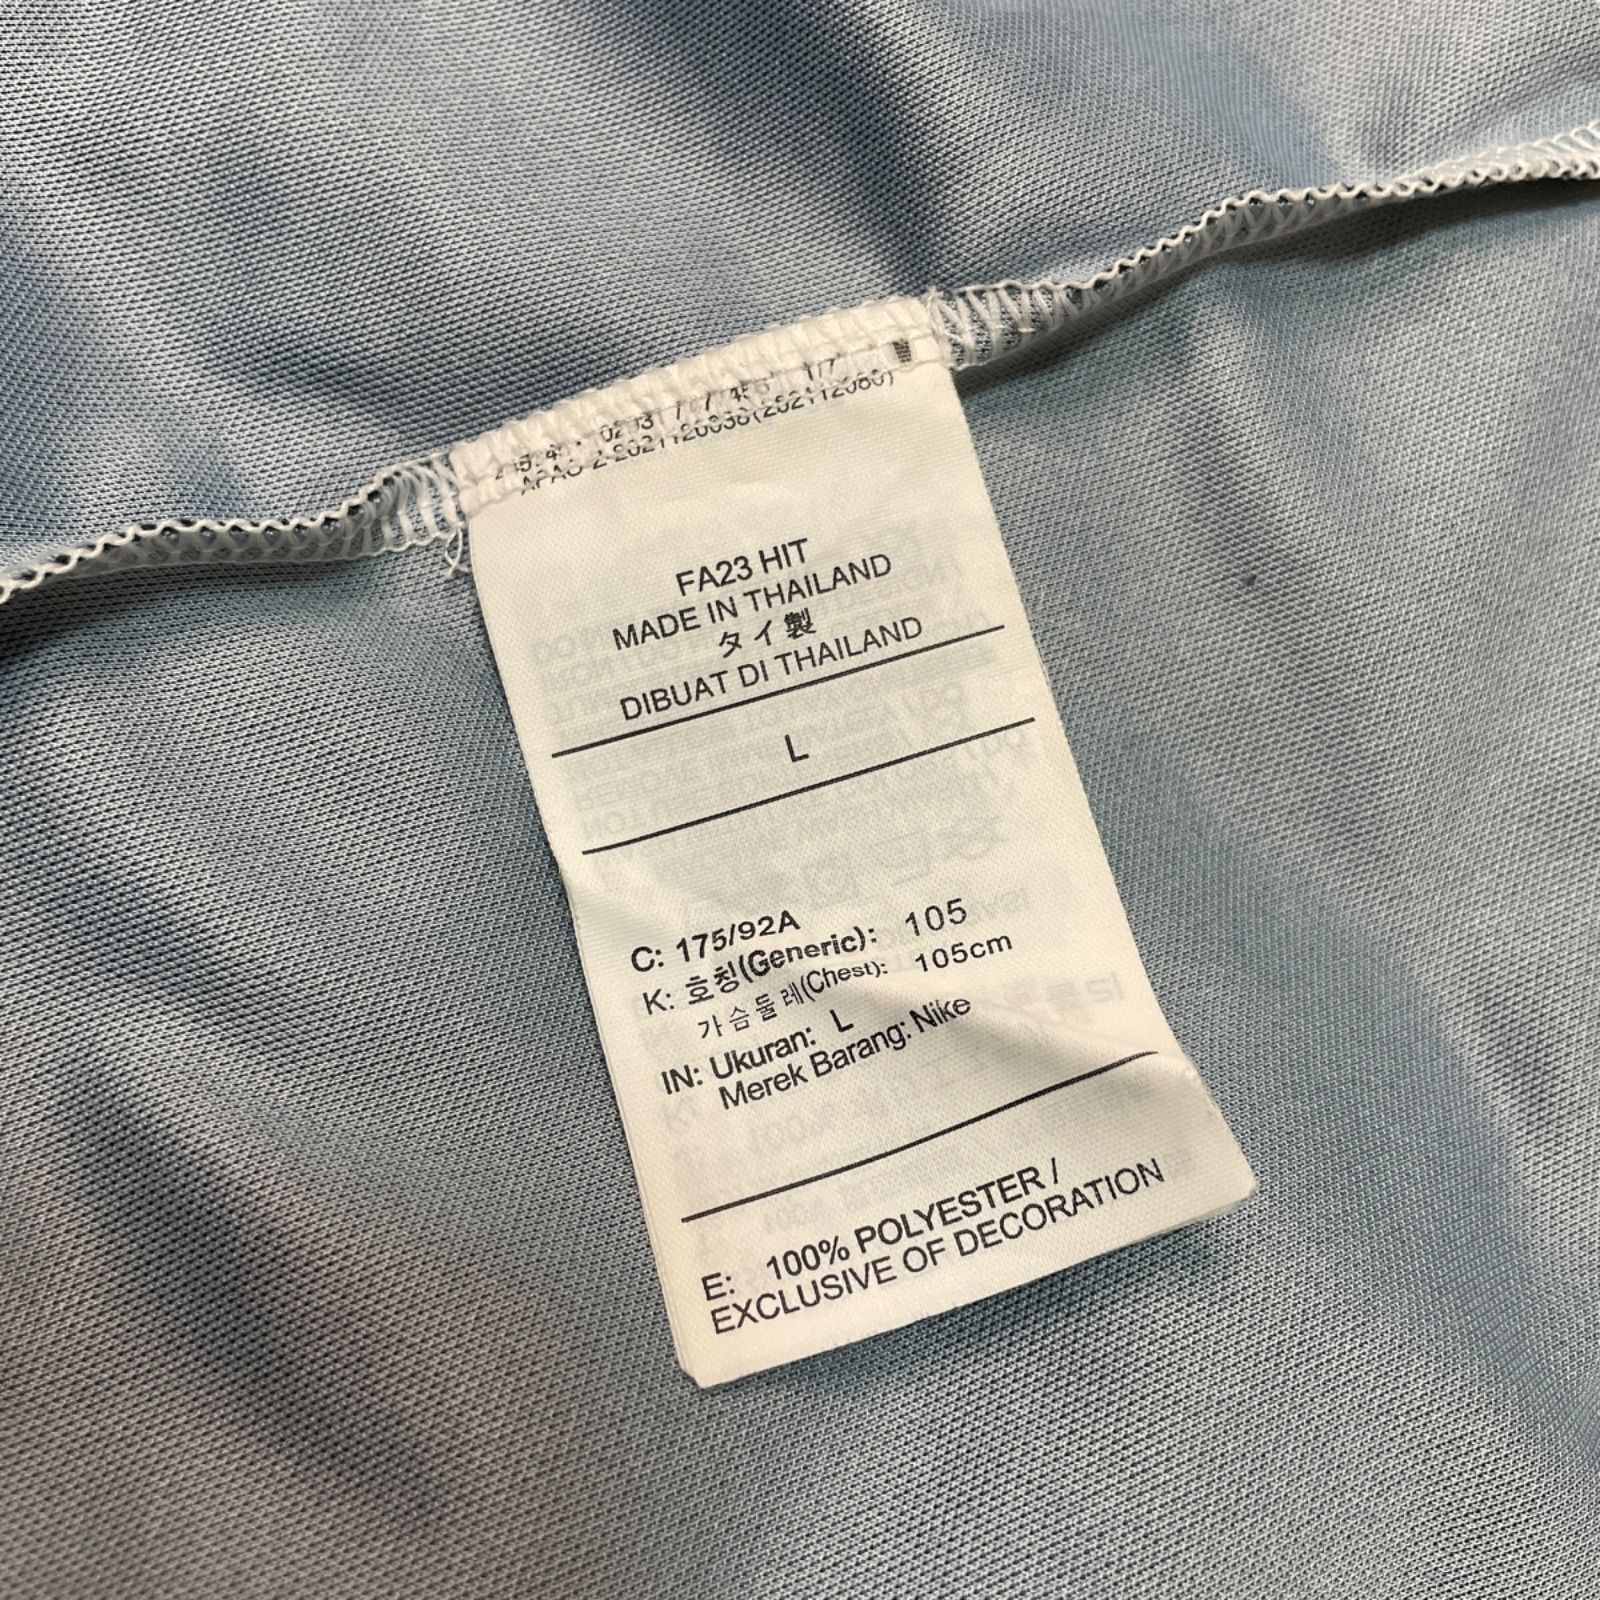 FA23 HIT
MADE IN THAILAND
タイ製
DIBUAT DI THAILAND
L
C: 175/92A
K: 호칭(Generic): 105
가슴둘레(Chest): 105cm
IN: Ukuran: L
Merek Barang: Nike
E: 100% POLYESTER /
EXCLUSIVE OF DECORATION